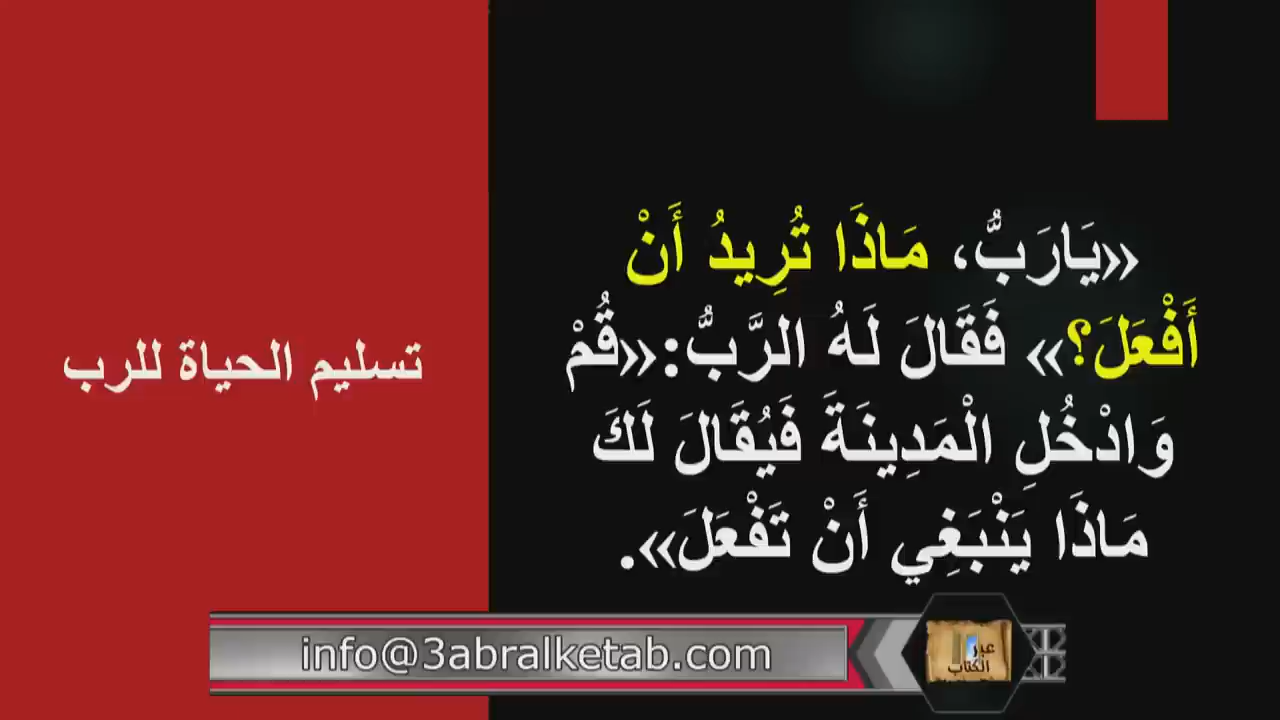 «يَارَبُّ، مَاذَا تُرِيدُ أَنْ
أَفْعَلَ؟» فَقَالَ لَهُ الرَّبُّ:«قُمْ
وَادْخُلِ الْمَدِينَةَ فَيُقَالَ لَكَ
مَاذَا يَنْبَغِي أَنْ تَفْعَلَ».
تسليم الحياة للرب
info@3abralketab.com
عبر
الكتاب